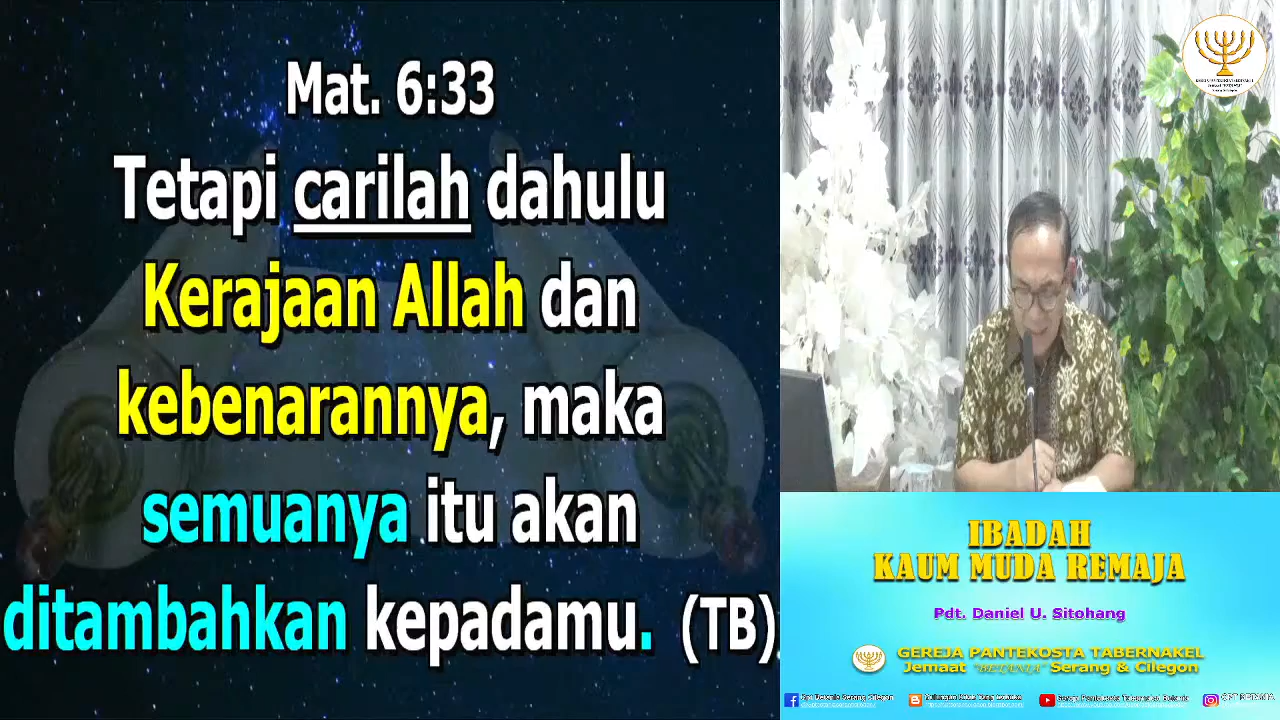 Mat. 6:33
Tetapi carilah dahulu
Kerajaan Allah dan
kebenarannya, maka
semuanya itu akan
ditambahkan kepadamu. (TB)
IBADAH
KAUM MUDA REMAJA
Pdt. Daniel U. Sitohang
GEREJA PANTEKOSTA TABERNAKEL
Jemaat "BETANIA" Serang & Cilegon